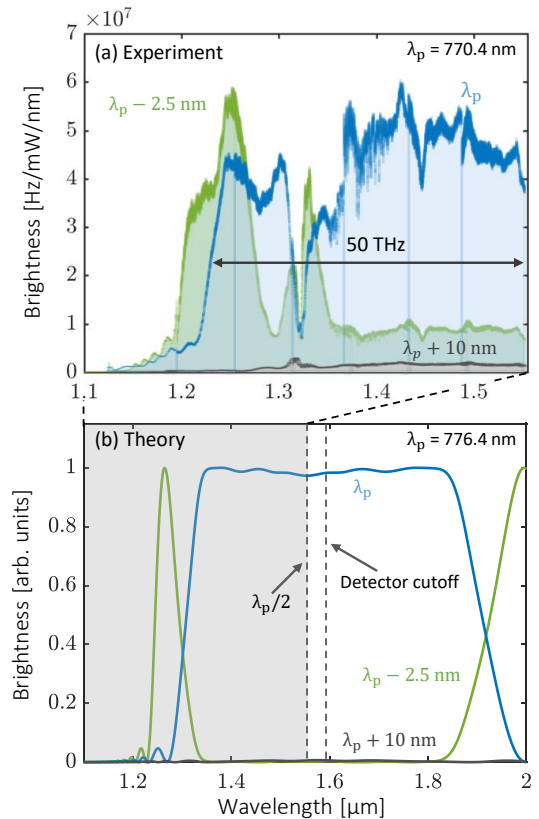 × 10⁷
(a) Experiment
λp = 770.4 nm
λp − 2.5 nm
λp
50 THz
λp + 10 nm
Brightness [Hz/mW/nm]
7
6
5
4
3
2
1
0
1.1 1.2 1.3 1.4 1.5
(b) Theory
λp = 776.4 nm
λp
λp/2
Detector cutoff
λp − 2.5 nm
λp + 10 nm
Brightness [arb. units]
1
0.8
0.6
0.4
0.2
0
1.2 1.4 1.6 1.8 2
Wavelength [μm]